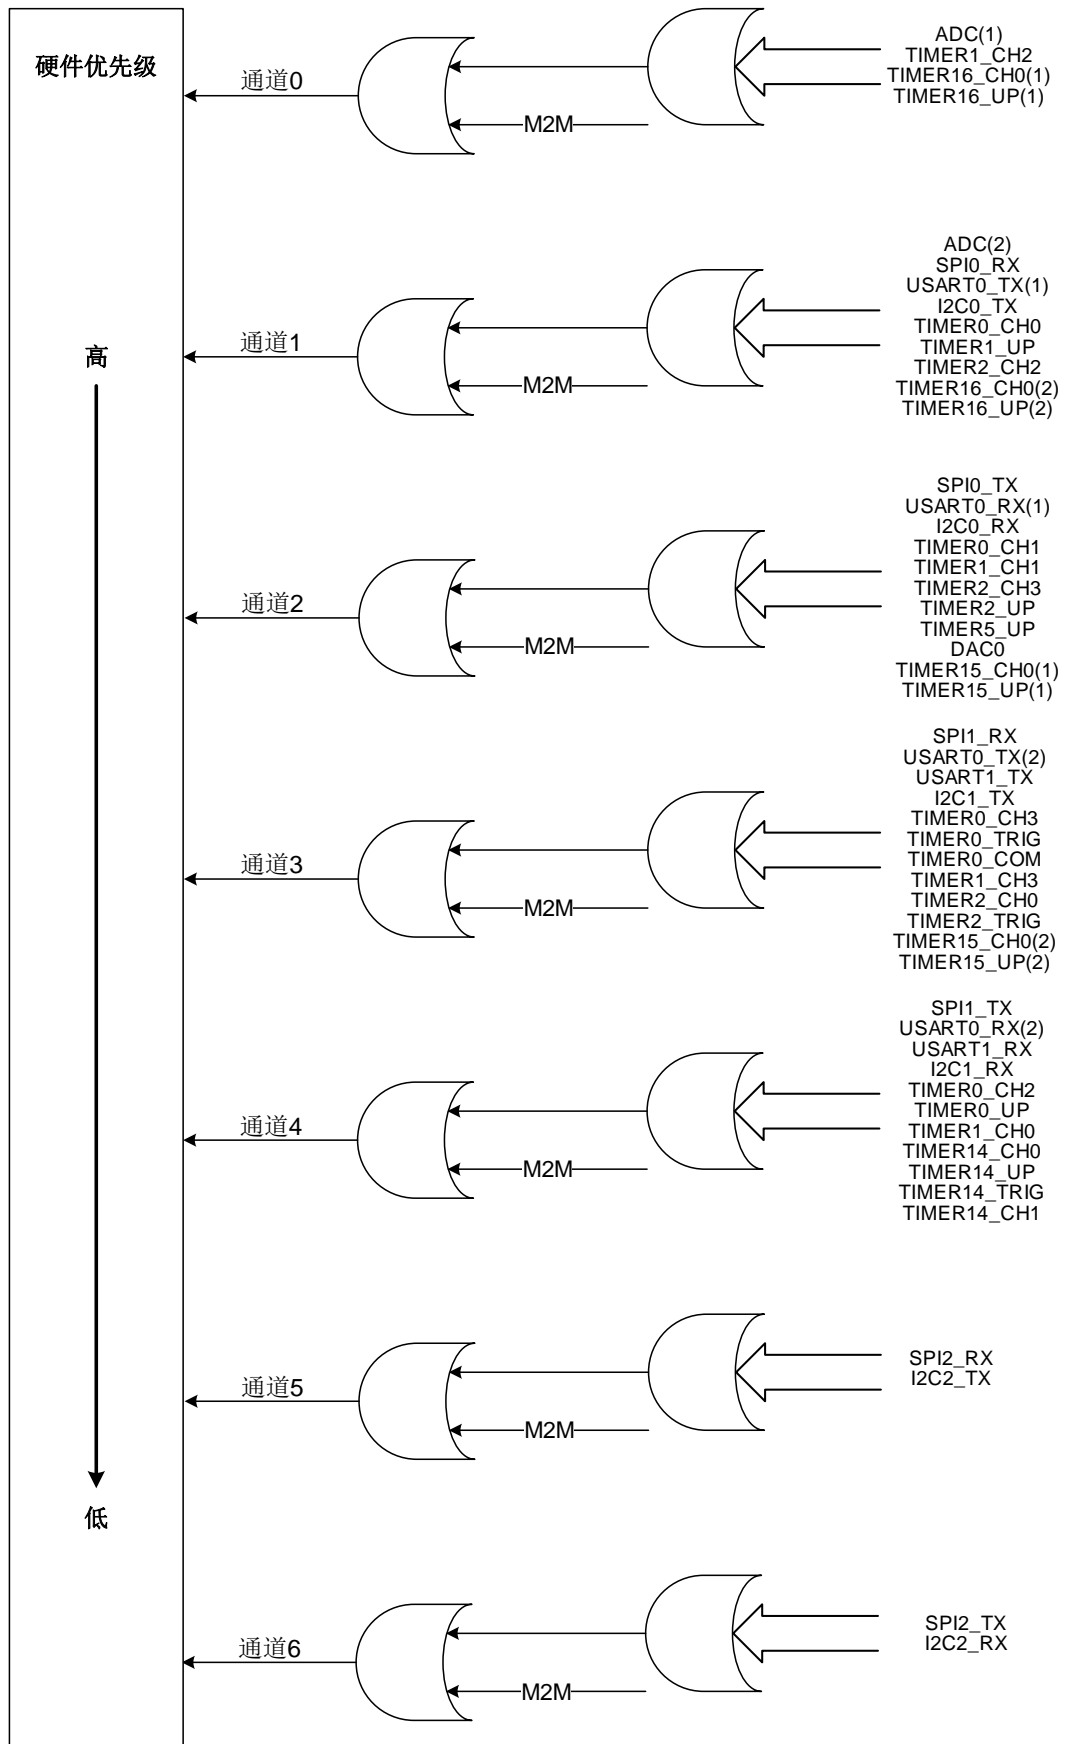 硬件优先级
高
低
通道0
M2M
ADC(1)
TIMER1_CH2
TIMER16_CH0(1)
TIMER16_UP(1)
通道1
M2M
ADC(2)
SPI0_RX
USART0_TX(1)
I2C0_TX
TIMER0_CH0
TIMER1_UP
TIMER2_CH2
TIMER16_CH0(2)
TIMER16_UP(2)
通道2
M2M
SPI0_TX
USART0_RX(1)
I2C0_RX
TIMER0_CH1
TIMER1_CH1
TIMER2_CH3
TIMER2_UP
TIMER5_UP
DAC0
TIMER15_CH0(1)
TIMER15_UP(1)
通道3
M2M
SPI1_RX
USART0_TX(2)
USART1_TX
I2C1_TX
TIMER0_CH3
TIMER0_TRIG
TIMER0_COM
TIMER1_CH3
TIMER2_CH0
TIMER2_TRIG
TIMER15_CH0(2)
TIMER15_UP(2)
通道4
M2M
SPI1_TX
USART0_RX(2)
USART1_RX
I2C1_RX
TIMER0_CH2
TIMER0_UP
TIMER1_CH0
TIMER14_CH0
TIMER14_UP
TIMER14_TRIG
TIMER14_CH1
通道5
M2M
SPI2_RX
I2C2_TX
通道6
M2M
SPI2_TX
I2C2_RX